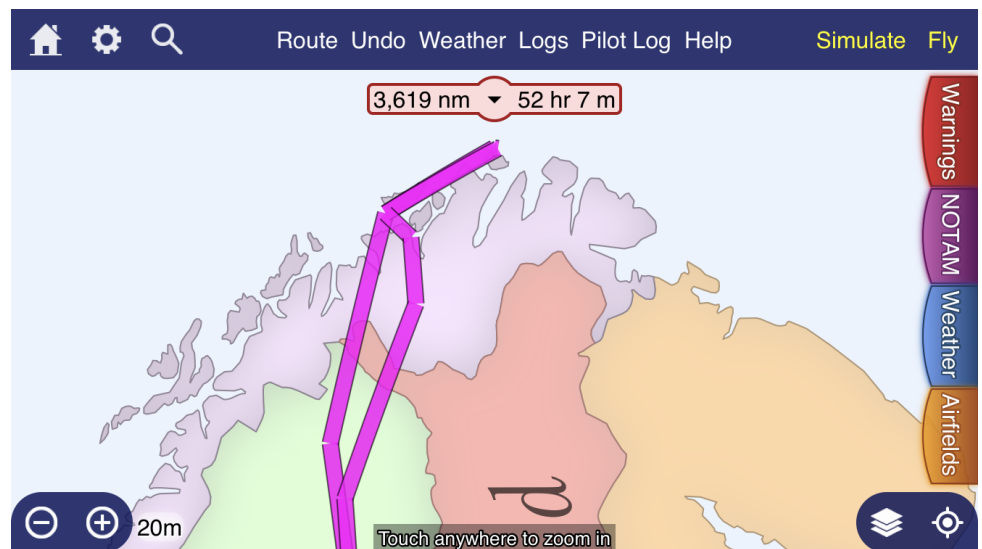 Route Undo Weather Logs Pilot Log Help Simulate Fly
3,619 nm 52 hr 7 m
Warnings
NOTAM
Weather
Airfields
d
20m
Touch anywhere to zoom in